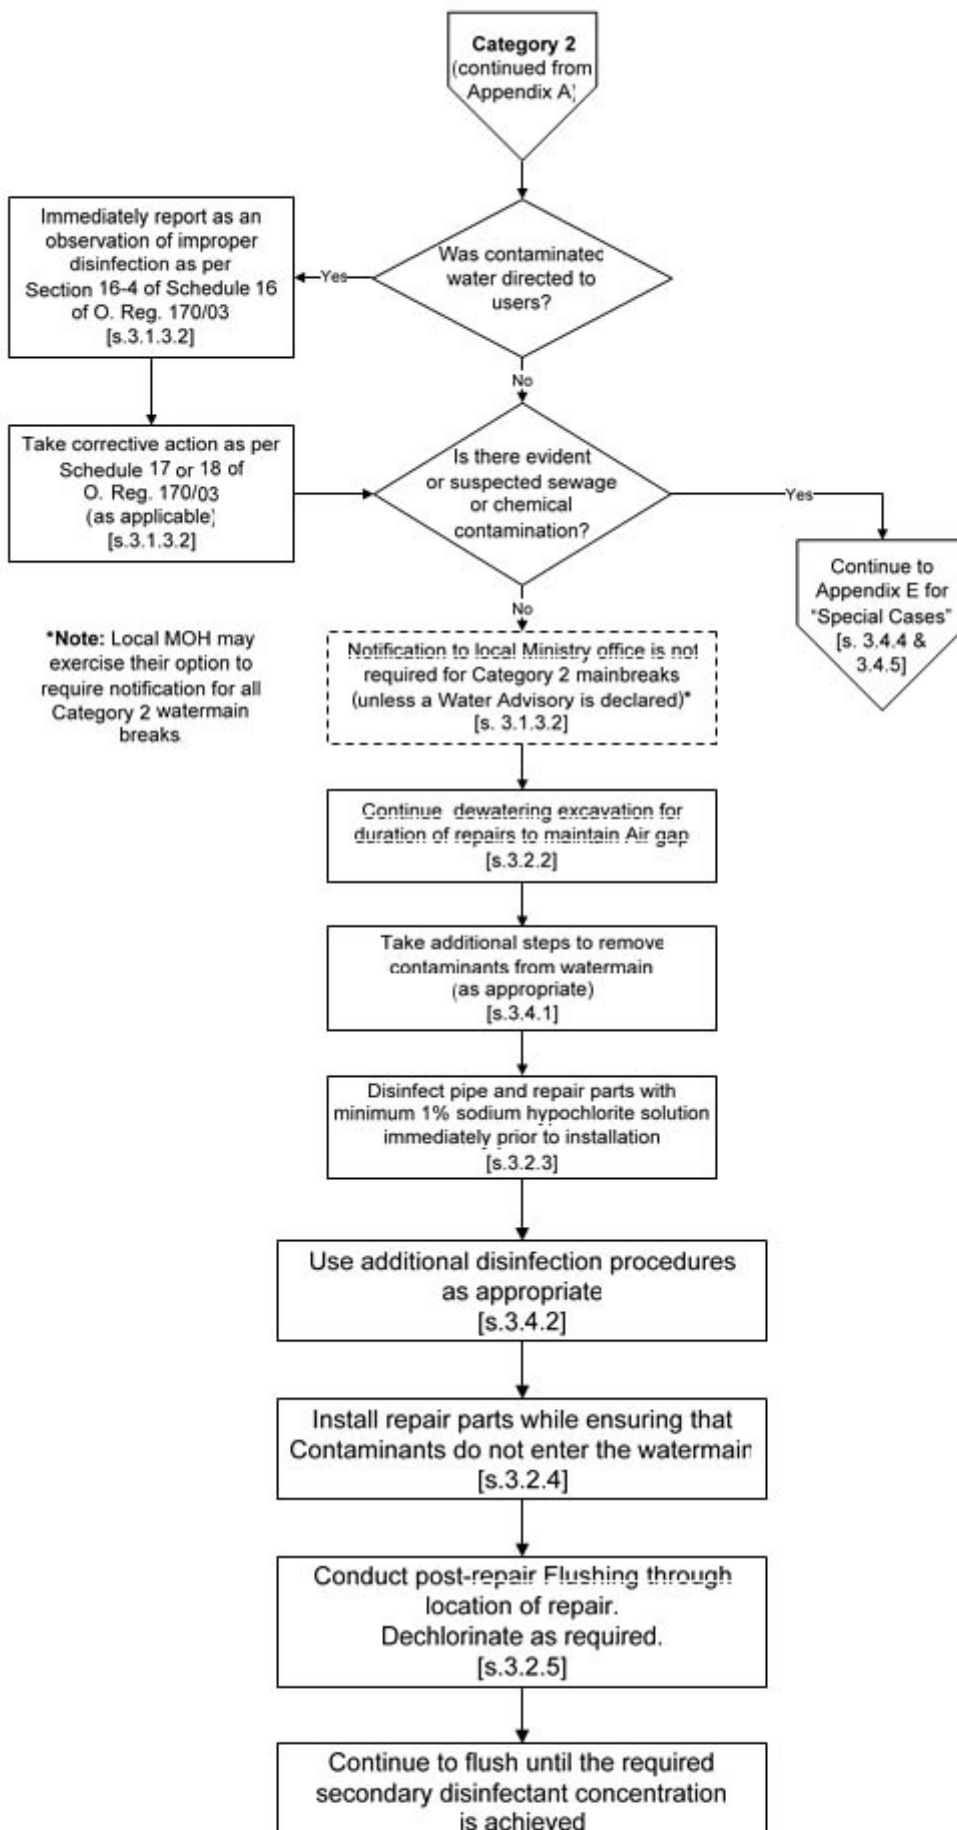 Category 2
(continued from
Appendix A)
Was contaminated
water directed to
users?
Yes
Immediately report as an
observation of improper
disinfection as per
Section 16-4 of Schedule 16
of O. Reg. 170/03
[s.3.1.3.2]
Take corrective action as per
Schedule 17 or 18 of
O. Reg. 170/03
(as applicable)
[s.3.1.3.2]
No
Is there evident
or suspected sewage
or chemical
contamination?
Yes
Continue to
Appendix E for
"Special Cases"
[s. 3.4.4 &
3.4.5]
No
*Note: Local MOH may
exercise their option to
require notification for all
Category 2 watermain
breaks
Notification to local Ministry office is not
required for Category 2 mainbreaks
(unless a Water Advisory is declared)*
[s. 3.1.3.2]
Continue dewatering excavation for
duration of repairs to maintain Air gap
[s.3.2.2]
Take additional steps to remove
contaminants from watermain
(as appropriate)
[s.3.4.1]
Disinfect pipe and repair parts with
minimum 1% sodium hypochlorite solution
immediately prior to installation
[s.3.2.3]
Use additional disinfection procedures
as appropriate
[s.3.4.2]
Install repair parts while ensuring that
Contaminants do not enter the watermain
[s.3.2.4]
Conduct post-repair Flushing through
location of repair.
Dechlorinate as required.
[s.3.2.5]
Continue to flush until the required
secondary disinfectant concentration
is achieved